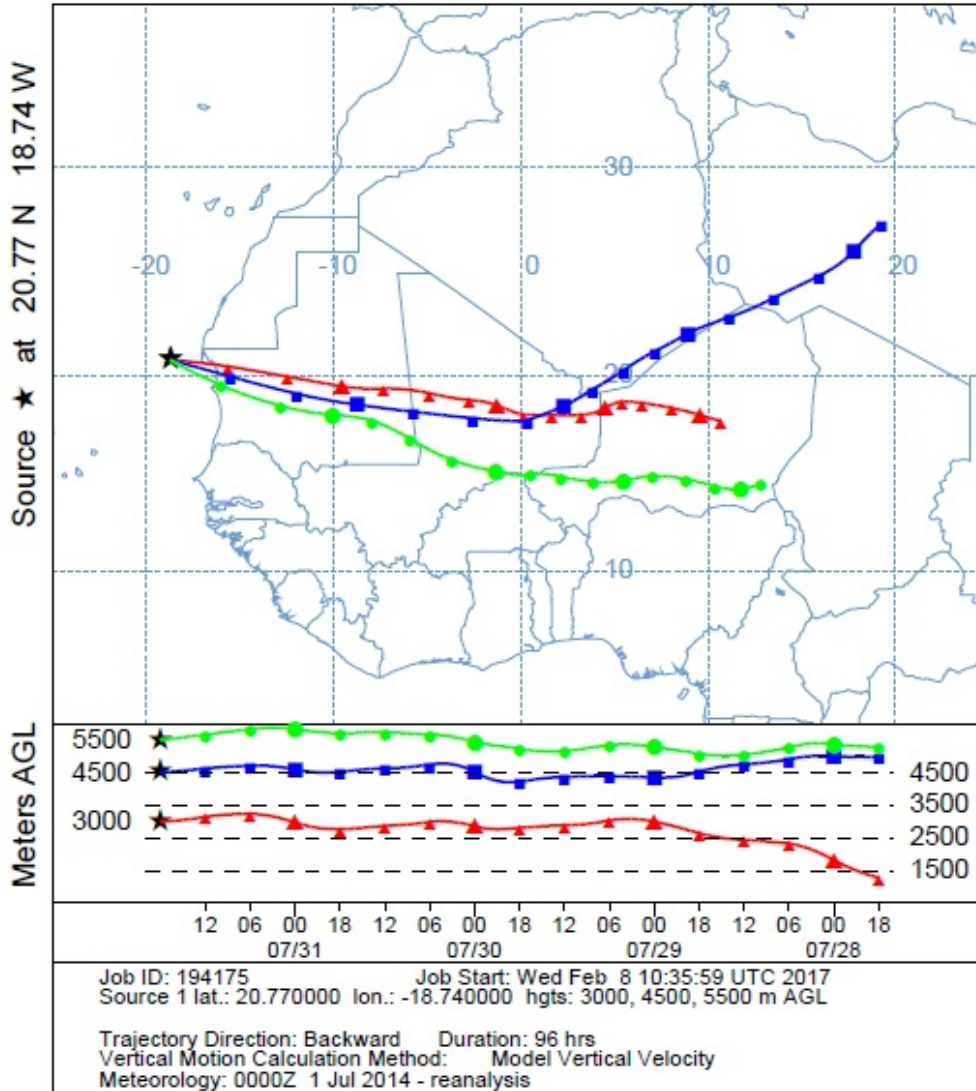 Source ★ at 20.77 N 18.74 W
30
-20 -10 0 10 20
20
10
Meters AGL
5500
4500 4500
3500
3000
2500
1500
12 06 00 18 12 06 00 18 12 06 00 18 12 06 00 18
07/31 07/30 07/29 07/28
Job ID: 194175 Job Start: Wed Feb 8 10:35:59 UTC 2017
Source 1 lat.: 20.770000 lon.: -18.740000 hgts: 3000, 4500, 5500 m AGL
Trajectory Direction: Backward Duration: 96 hrs
Vertical Motion Calculation Method: Model Vertical Velocity
Meteorology: 0000Z 1 Jul 2014 - reanalysis